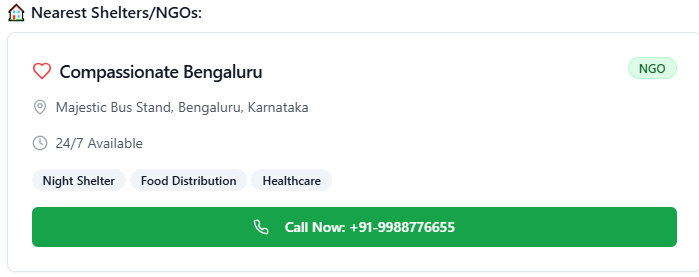 Nearest Shelters/NGOs:
Compassionate Bengaluru
NGO
Majestic Bus Stand, Bengaluru, Karnataka
24/7 Available
Night Shelter Food Distribution Healthcare
Call Now: +91-9988776655